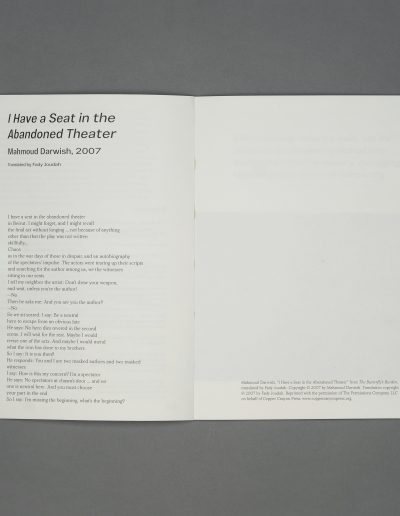 I Have a Seat in the
Abandoned Theater
Mahmoud Darwish, 2007
Translated by Fady Joudah
I have a seat in the abandoned theater
in Beirut. I might forget, and I might recall
the final act without longing ... not because of anything
other than that the play was not written
skillfully...
Chaos
as in the war days of those in despair, and an autobiography
of the spectators' impulse. The actors were tearing up their scripts
and searching for the author among us, we the witnesses
sitting in our seats
I tell my neighbor the artist: Don't draw your weapon,
and wait, unless you're the author!
—No
Then he asks me: And you are you the author?
—No
So we sit scared. I say: Be a neutral
hero to escape from an obvious fate
He says: No hero dies revered in the second
scene. I will wait for the rest. Maybe I would
revise one of the acts. And maybe I would mend
what the iron has done to my brothers
So I say: It is you then?
He responds: You and I are two masked authors and two masked
witnesses
I say: How is this my concern? I'm a spectator
He says: No spectators at chasm's door ... and no
one is neutral here. And you must choose
your part in the end
So I say: I'm missing the beginning, what's the beginning?
Mahmoud Darwish, "I Have a Seat in the Abandoned Theater," from The Butterfly's Burden,
translated by Fady Joudah. Copyright © 2007 by Mahmoud Darwish. Translation copyright
© 2007 by Fady Joudah. Reprinted with the permission of The Permissions Company, LLC
on behalf of Copper Canyon Press, www.coppercanyonpress.org.